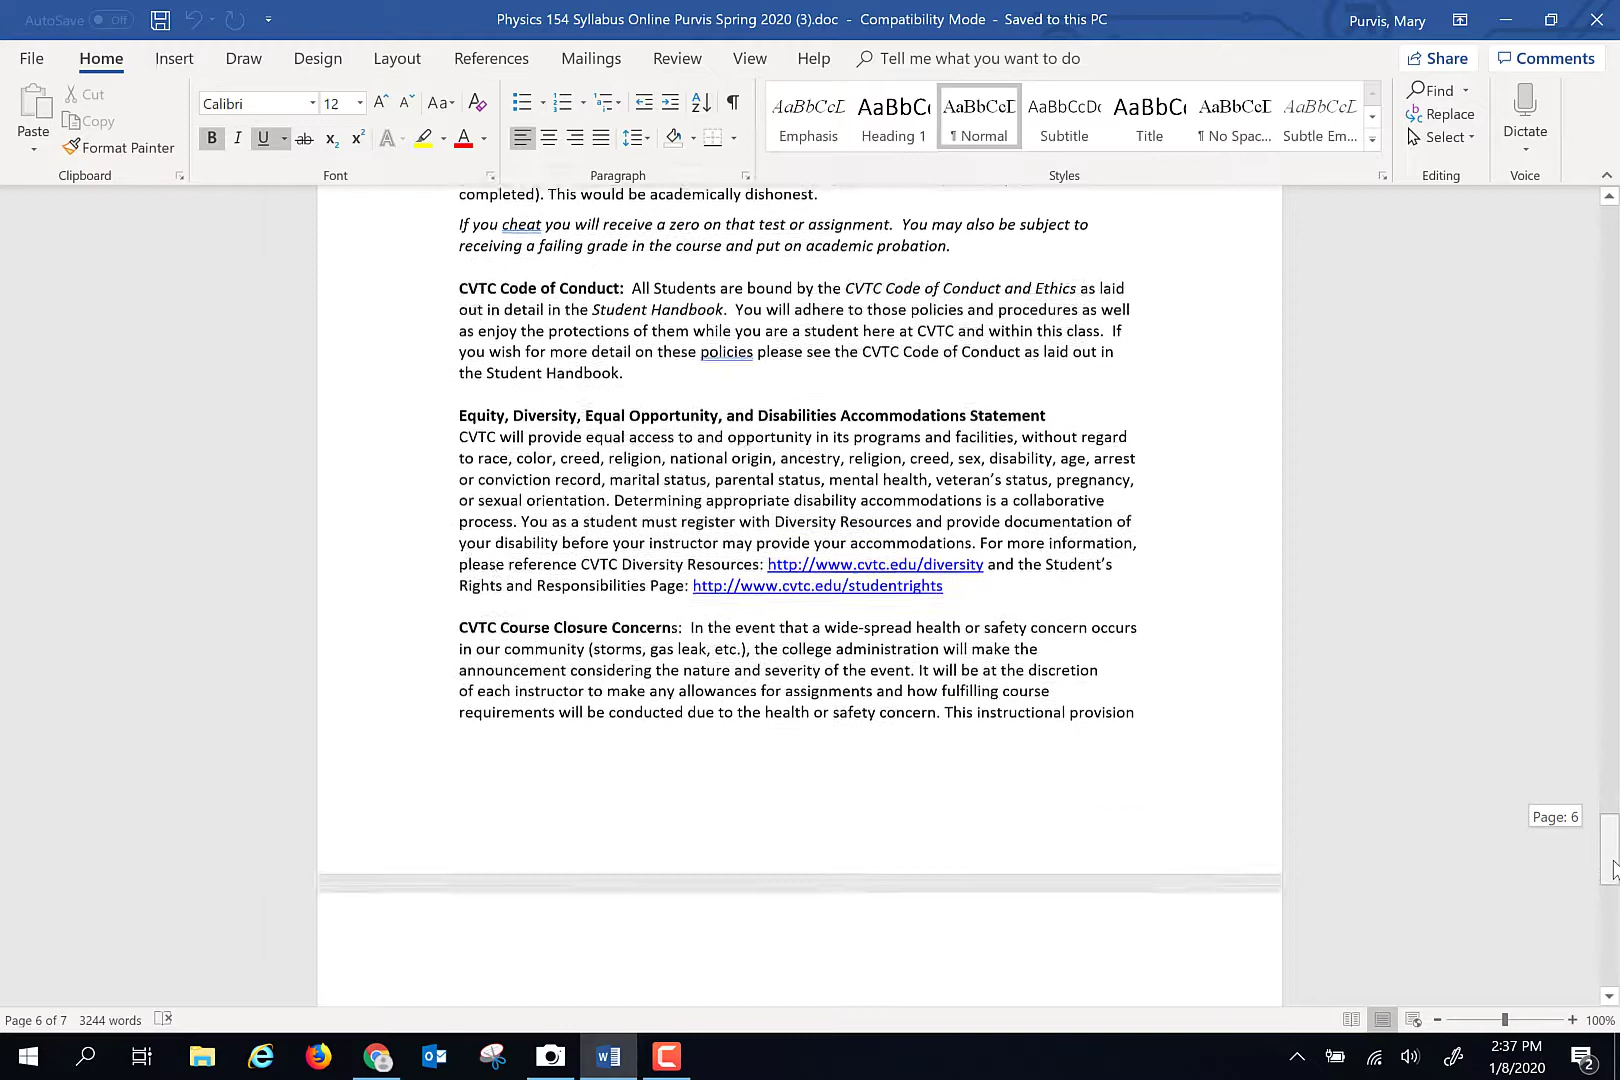 AutoSave Off
Physics 154 Syllabus Online Purvis Spring 2020 (3).doc - Compatibility Mode - Saved to this PC
Purvis, Mary
File Home Insert Draw Design Layout References Mailings Review View Help Tell me what you want to do Share Comments
Paste
Cut
Copy
Format Painter
Clipboard
Calibri 12
Font
Paragraph
AaBbCcD Emphasis
AaBbC Heading 1
AaBbCcD ¶ Normal
AaBbCcDc Subtitle
AaBbC Title
AaBbCcD ¶ No Spac...
AaBbCcD Subtle Em...
Styles
Find
Replace
Select
Editing
Dictate
Voice
completed). This would be academically dishonest.
If you cheat you will receive a zero on that test or assignment. You may also be subject to
receiving a failing grade in the course and put on academic probation.
CVTC Code of Conduct: All Students are bound by the CVTC Code of Conduct and Ethics as laid
out in detail in the Student Handbook. You will adhere to those policies and procedures as well
as enjoy the protections of them while you are a student here at CVTC and within this class. If
you wish for more detail on these policies please see the CVTC Code of Conduct as laid out in
the Student Handbook.
Equity, Diversity, Equal Opportunity, and Disabilities Accommodations Statement
CVTC will provide equal access to and opportunity in its programs and facilities, without regard
to race, color, creed, religion, national origin, ancestry, religion, creed, sex, disability, age, arrest
or conviction record, marital status, parental status, mental health, veteran's status, pregnancy,
or sexual orientation. Determining appropriate disability accommodations is a collaborative
process. You as a student must register with Diversity Resources and provide documentation of
your disability before your instructor may provide your accommodations. For more information,
please reference CVTC Diversity Resources: http://www.cvtc.edu/diversity and the Student's
Rights and Responsibilities Page: http://www.cvtc.edu/studentrights
CVTC Course Closure Concerns: In the event that a wide-spread health or safety concern occurs
in our community (storms, gas leak, etc.), the college administration will make the
announcement considering the nature and severity of the event. It will be at the discretion
of each instructor to make any allowances for assignments and how fulfilling course
requirements will be conducted due to the health or safety concern. This instructional provision
Page: 6
Page 6 of 7 3244 words
100%
2:37 PM
1/8/2020
2